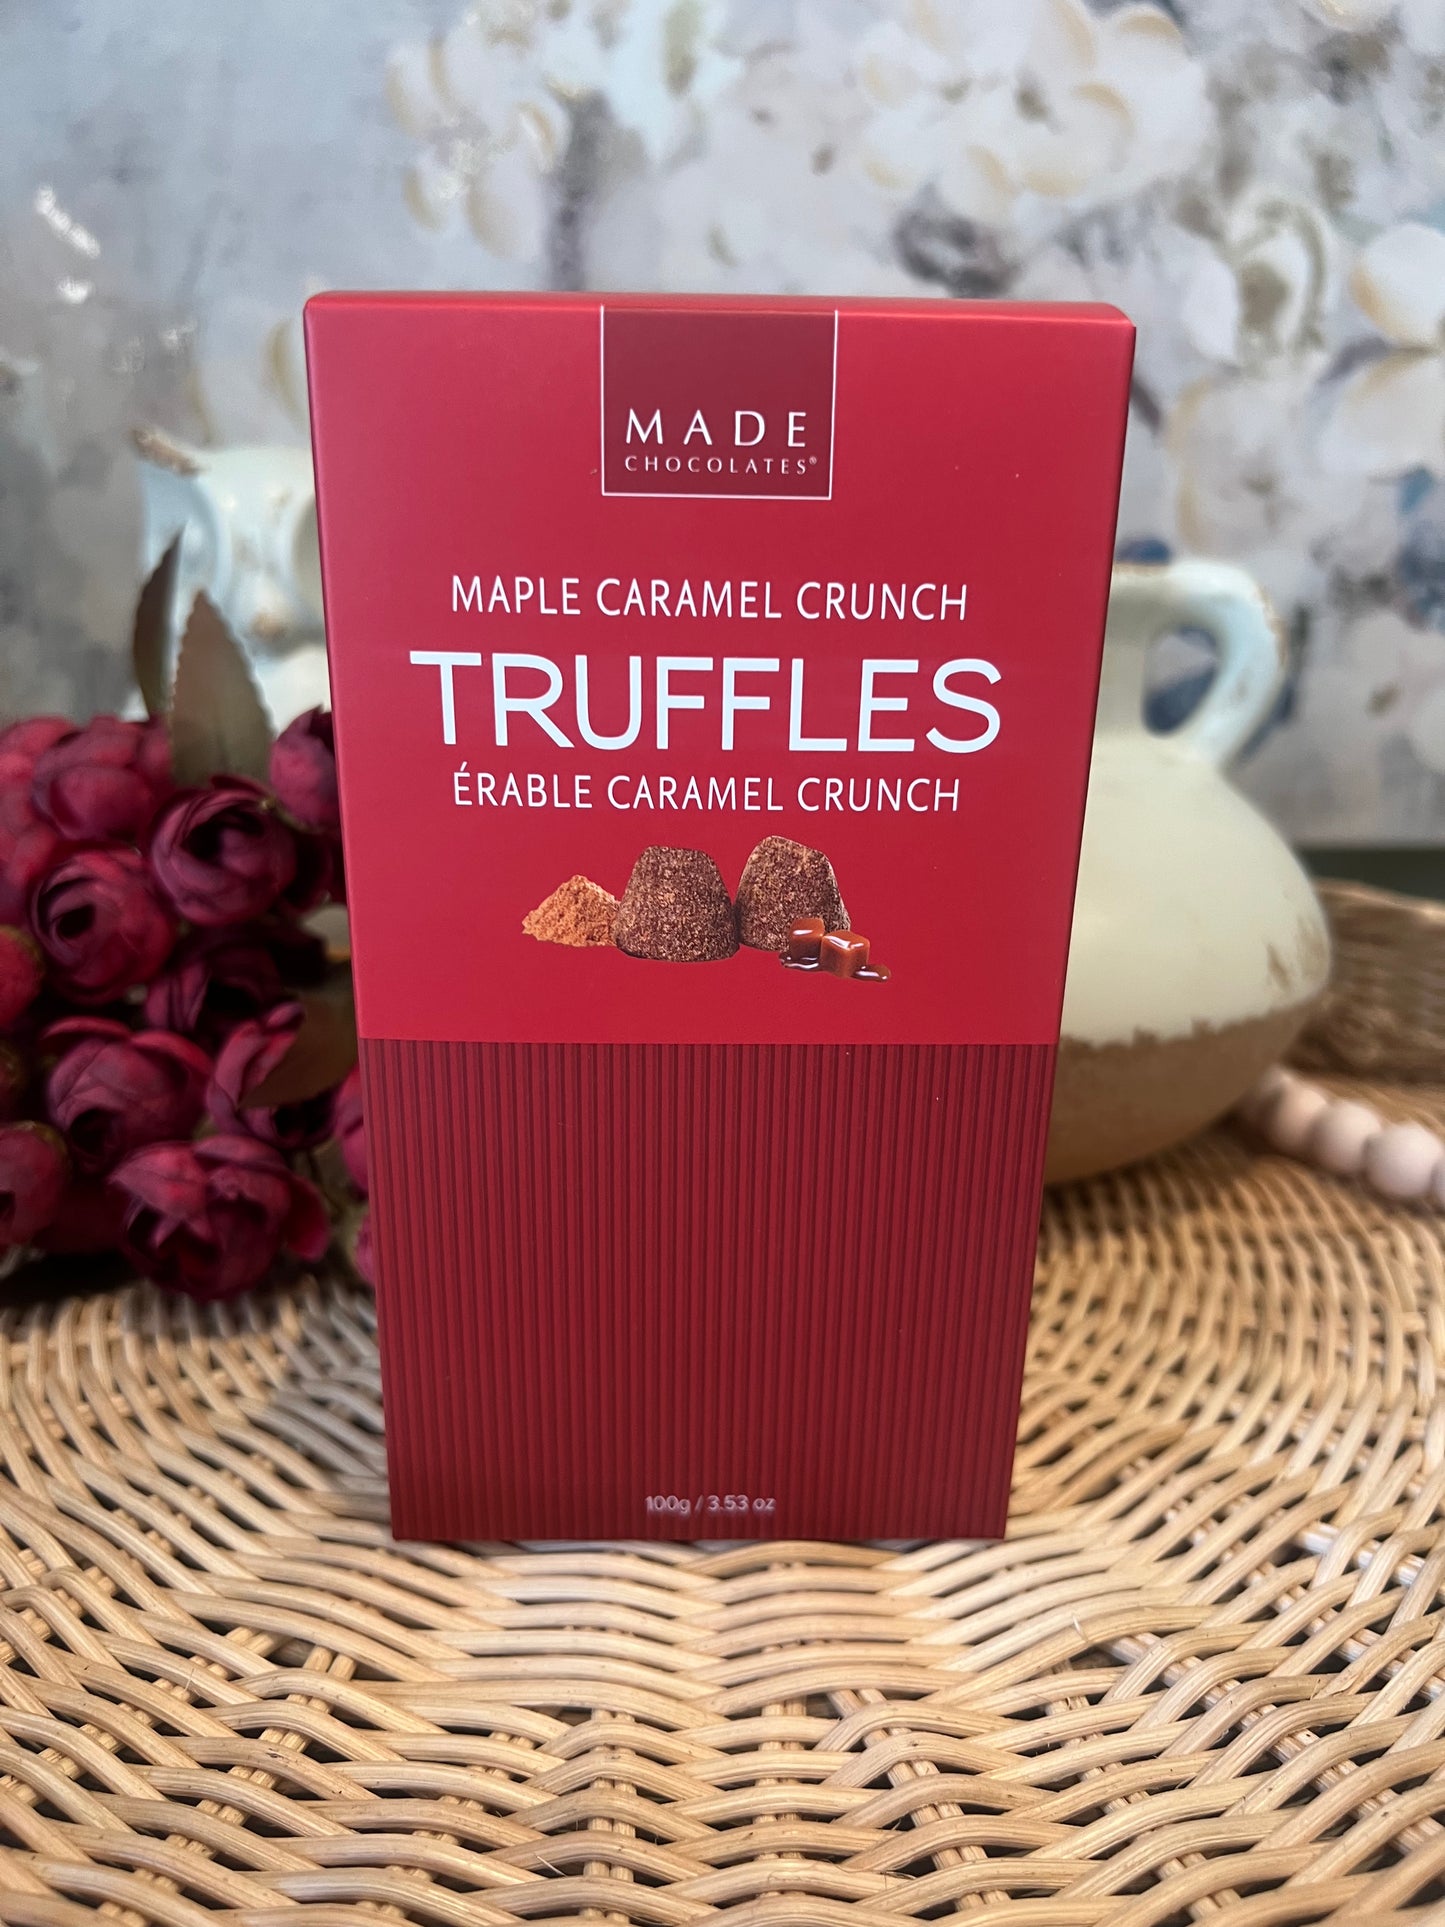 MADE
CHOCOLATES®
MAPLE CARAMEL CRUNCH
TRUFFLES
ÉRABLE CARAMEL CRUNCH
100g / 3.53 oz